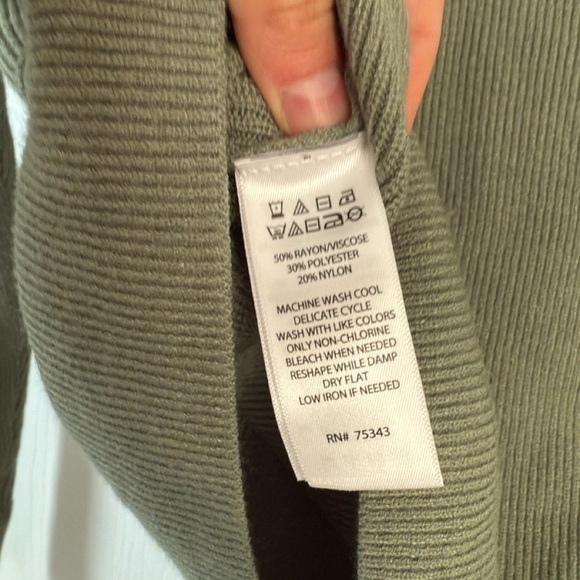 50% RAYON/VISCOSE
30% POLYESTER
20% NYLON
MACHINE WASH COOL
DELICATE CYCLE
WASH WITH LIKE COLORS
ONLY NON-CHLORINE
BLEACH WHEN NEEDED
RESHAPE WHILE DAMP
DRY FLAT
LOW IRON IF NEEDED
RN# 75343